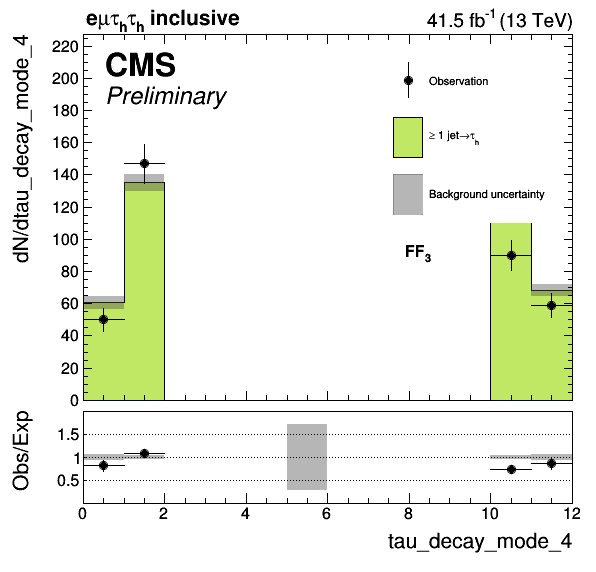 eμτhτh inclusive
41.5 fb-1 (13 TeV)
dN/dtau_decay_mode_4
220
200
180
160
140
120
100
80
60
40
20
0
CMS
Preliminary
Observation
≥ 1 jet→τh
Background uncertainty
FF3
Obs/Exp
1.5
1
0.5
0 2 4 6 8 10 12
tau_decay_mode_4